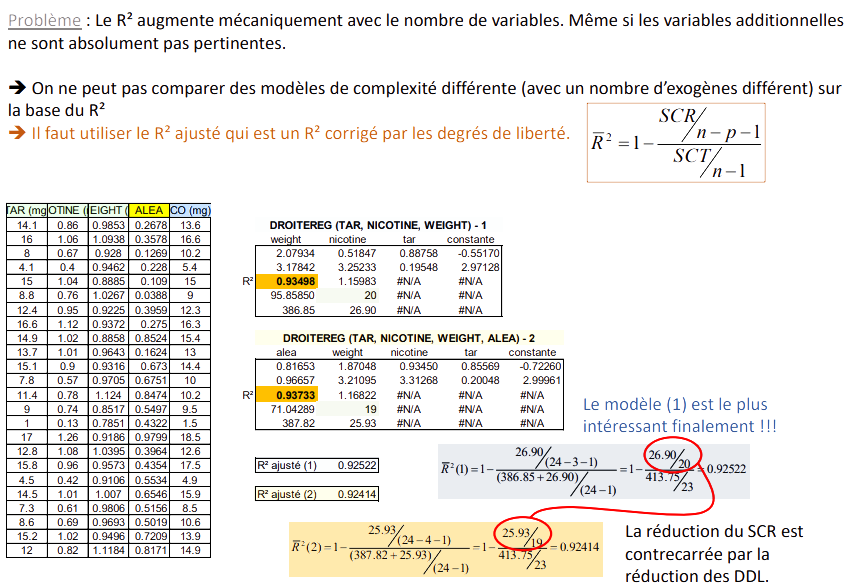 Problème : Le R² augmente mécaniquement avec le nombre de variables. Même si les variables additionnelles
ne sont absolument pas pertinentes.
➔ On ne peut pas comparer des modèles de complexité différente (avec un nombre d’exogènes différent) sur
la base du R²
➔ Il faut utiliser le R² ajusté qui est un R² corrigé par les degrés de liberté.
R̅² = 1 − (SCR/n − p − 1) / (SCT/n − 1)
TAR (mg OTINE ( EIGHT ( ALEA CO (mg)
14.1 0.86 0.9853 0.2678 13.6
16 1.06 1.0938 0.3578 16.6
8 0.67 0.928 0.1269 10.2
4.1 0.4 0.9462 0.228 5.4
15 1.04 0.8885 0.109 15
8.8 0.76 1.0267 0.0388 9
12.4 0.95 0.9225 0.3959 12.3
16.6 1.12 0.9372 0.275 16.3
14.9 1.02 0.8858 0.8524 15.4
13.7 1.01 0.9643 0.1624 13
15.1 0.9 0.9316 0.673 14.4
7.8 0.57 0.9705 0.6751 10
11.4 0.78 1.124 0.8474 10.2
9 0.74 0.8517 0.5497 9.5
1 0.13 0.7851 0.4322 1.5
17 1.26 0.9186 0.9799 18.5
12.8 1.08 1.0395 0.3964 12.6
15.8 0.96 0.9573 0.4354 17.5
4.5 0.42 0.9106 0.5534 4.9
14.5 1.01 1.007 0.6546 15.9
7.3 0.61 0.9806 0.5156 8.5
8.6 0.69 0.9693 0.5019 10.6
15.2 1.02 0.9496 0.7209 13.9
12 0.82 1.1184 0.8171 14.9
DROITEREG (TAR, NICOTINE, WEIGHT) - 1
weight nicotine tar constante
2.07934 0.51847 0.88758 -0.55170
3.17842 3.25233 0.19548 2.97128
R² 0.93498 1.15983 #N/A #N/A
95.85850 20 #N/A #N/A
386.85 26.90 #N/A #N/A
DROITEREG (TAR, NICOTINE, WEIGHT, ALEA) - 2
alea weight nicotine tar constante
0.81653 1.87048 0.93450 0.85569 -0.72260
0.96657 3.21095 3.31268 0.20048 2.99961
R² 0.93733 1.16822 #N/A #N/A #N/A
71.04289 19 #N/A #N/A #N/A
387.82 25.93 #N/A #N/A #N/A
Le modèle (1) est le plus
intéressant finalement !!!
R² ajusté (1) 0.92522
R̅²(1) = 1 − (26.90/(24 − 3 − 1)) / ((386.85 + 26.90)/(24 − 1)) = 1 − (26.90/20) / (413.75/23) = 0.92522
R² ajusté (2) 0.92414
R̅²(2) = 1 − (25.93/(24 − 4 − 1)) / ((387.82 + 25.93)/(24 − 1)) = 1 − (25.93/19) / (413.75/23) = 0.92414
La réduction du SCR est
contrecarrée par la
réduction des DDL.